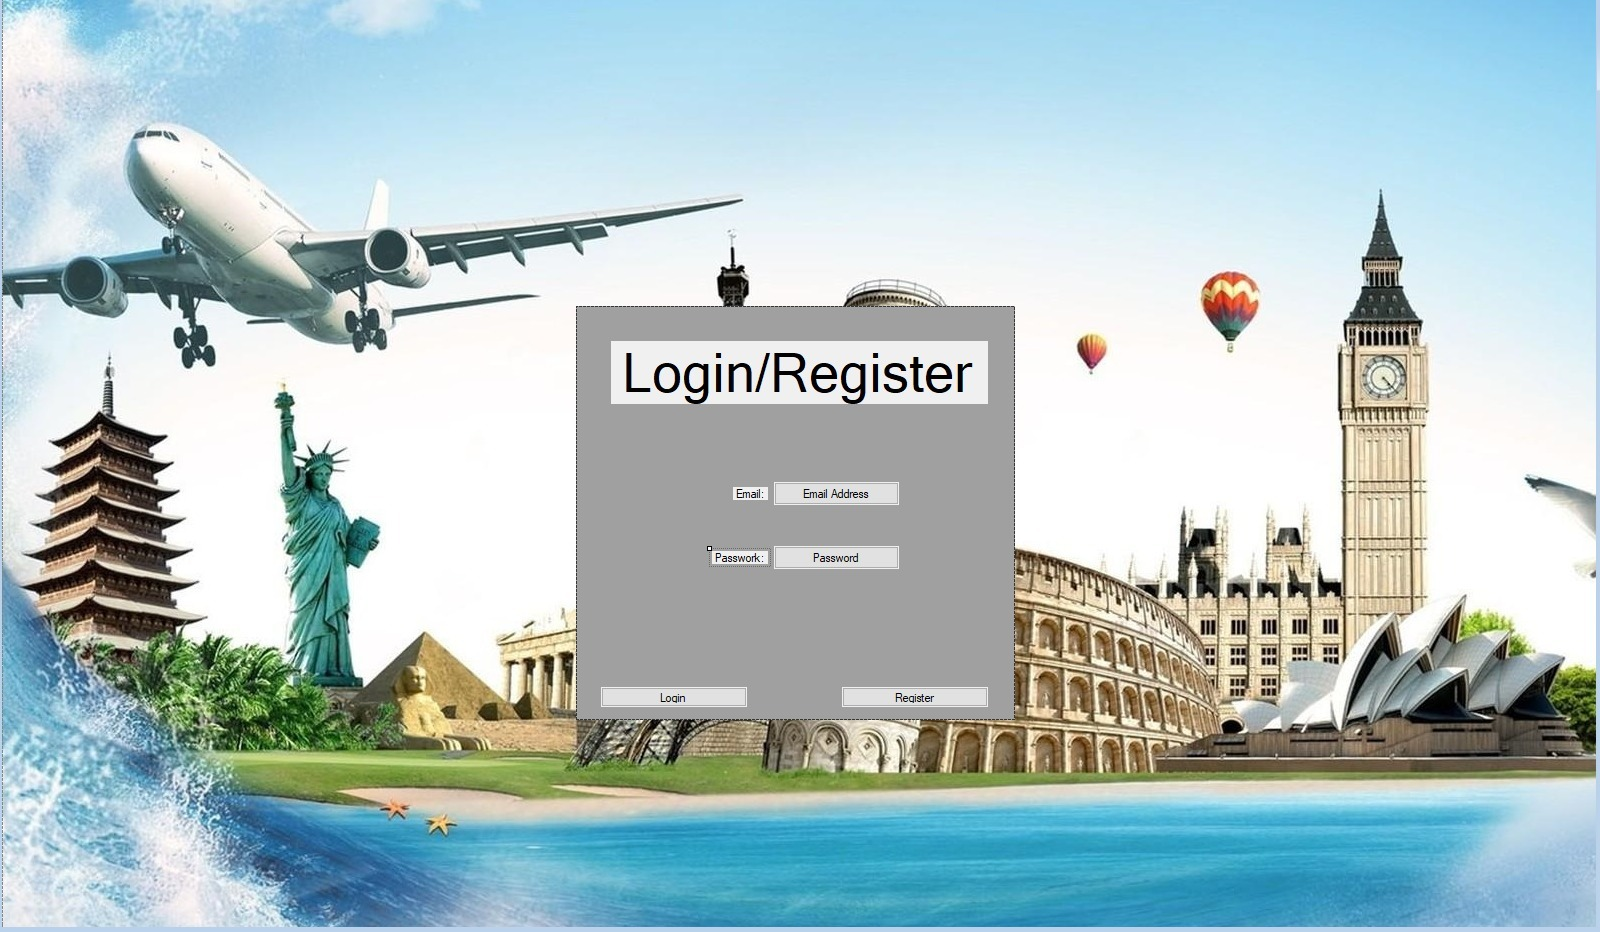 Login/Register
Email: Email Address
Passwork: Password
Login Register